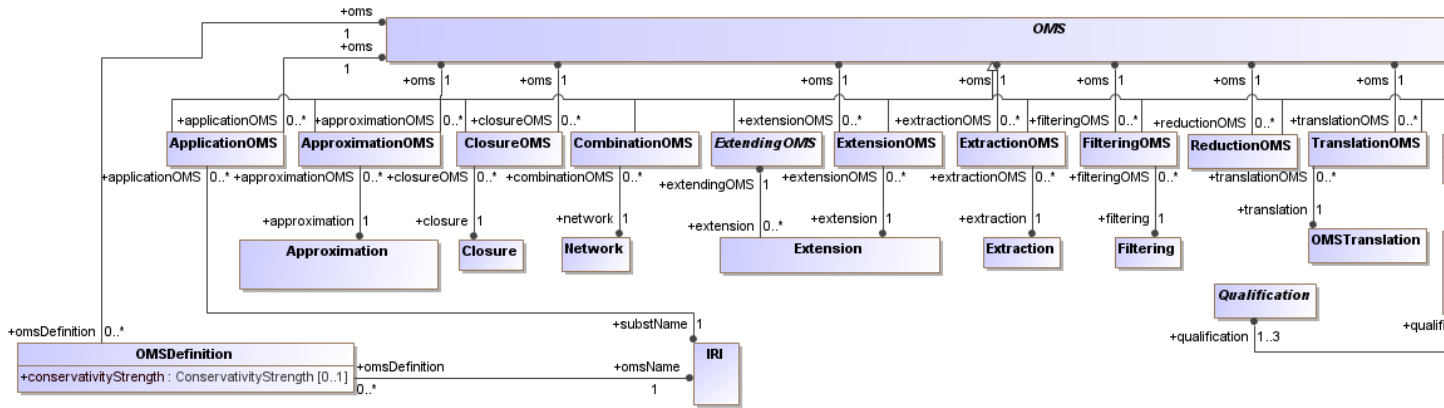 +oms
OMS
1
+oms
1
+oms 1
+oms 1
+oms 1
+oms 1
+oms 1
+oms 1
+oms 1
+applicationOMS 0..*
+approximationOMS 0..*
+closureOMS 0..*
+extensionOMS 0..*
+extractionOMS 0..*
+filteringOMS 0..*
+reductionOMS 0..*
+translationOMS 0..*
ApplicationOMS
ApproximationOMS
ClosureOMS
CombinationOMS
ExtendingOMS
ExtensionOMS
ExtractionOMS
FilteringOMS
ReductionOMS
TranslationOMS
+applicationOMS 0..*
+approximationOMS 0..*
+closureOMS 0..*
+combinationOMS 0..*
+extendingOMS 1
+extensionOMS 0..*
+extractionOMS 0..*
+filteringOMS 0..*
+translationOMS 0..*
+approximation 1
+closure 1
+network 1
+extension 0..*
+extension 1
+extraction 1
+filtering 1
+translation 1
Approximation
Closure
Network
Extension
Extraction
Filtering
OMSTranslation
Qualification
+substName 1
+qualification 1..3
+qualifi
+omsDefinition 0..*
OMSDefinition
+conservativityStrength : ConservativityStrength [0..1]
+omsDefinition
0..*
+omsName
1
IRI